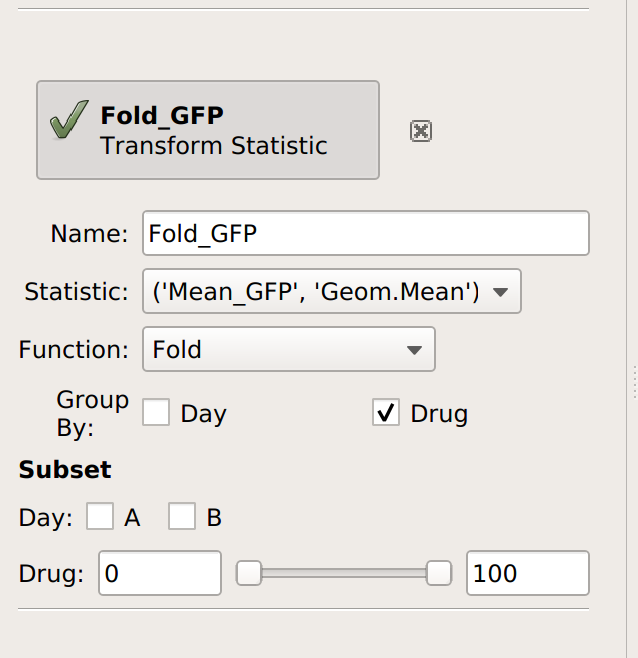 Fold_GFP
Transform Statistic
Name: Fold_GFP
Statistic: ('Mean_GFP', 'Geom.Mean')
Function: Fold
Group By: Day Drug
Subset
Day: A B
Drug: 0 100